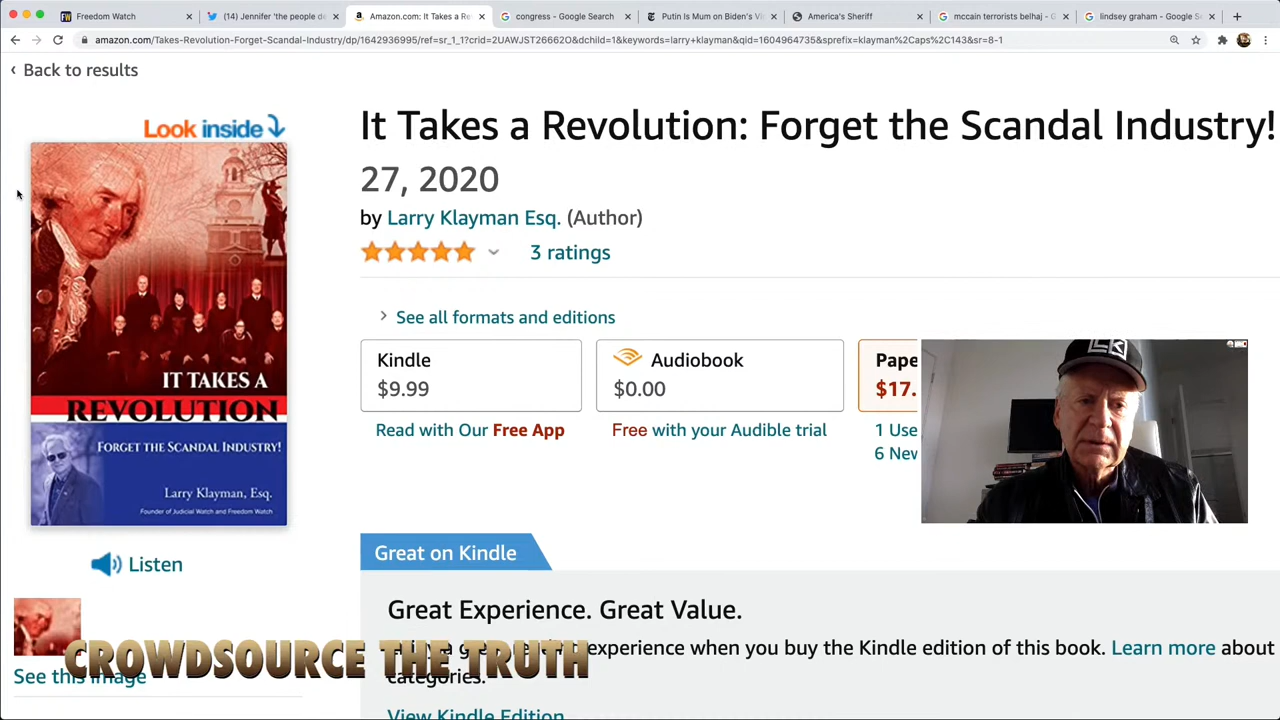 Freedom Watch
(14) Jennifer 'the people do
Amazon.com: It Takes a Re
congress - Google Search
Putin Is Mum on Biden's Vi
America's Sheriff
mccain terrorists belhaj - G
lindsey graham - Google Se
amazon.com/Takes-Revolution-Forget-Scandal-Industry/dp/1642936995/ref=sr_1_1?crid=2UAWJST26662O&dchild=1&keywords=larry+klayman&qid=1604964735&sprefix=klayman%2Caps%2C143&sr=8-1
‹ Back to results
Look inside
It Takes a Revolution: Forget the Scandal Industry!
27, 2020
by Larry Klayman Esq. (Author)
3 ratings
See all formats and editions
Kindle
$9.99
Audiobook
$0.00
Pape
$17.
Read with Our Free App
Free with your Audible trial
1 Use
6 New
IT TAKES A
REVOLUTION
FORGET THE SCANDAL INDUSTRY!
Larry Klayman, Esq.
Founder of Judicial Watch and Freedom Watch
Listen
Great on Kindle
Great Experience. Great Value.
experience when you buy the Kindle edition of this book. Learn more about
categories.
View Kindle Edition
CROWDSOURCE THE TRUTH
See this image